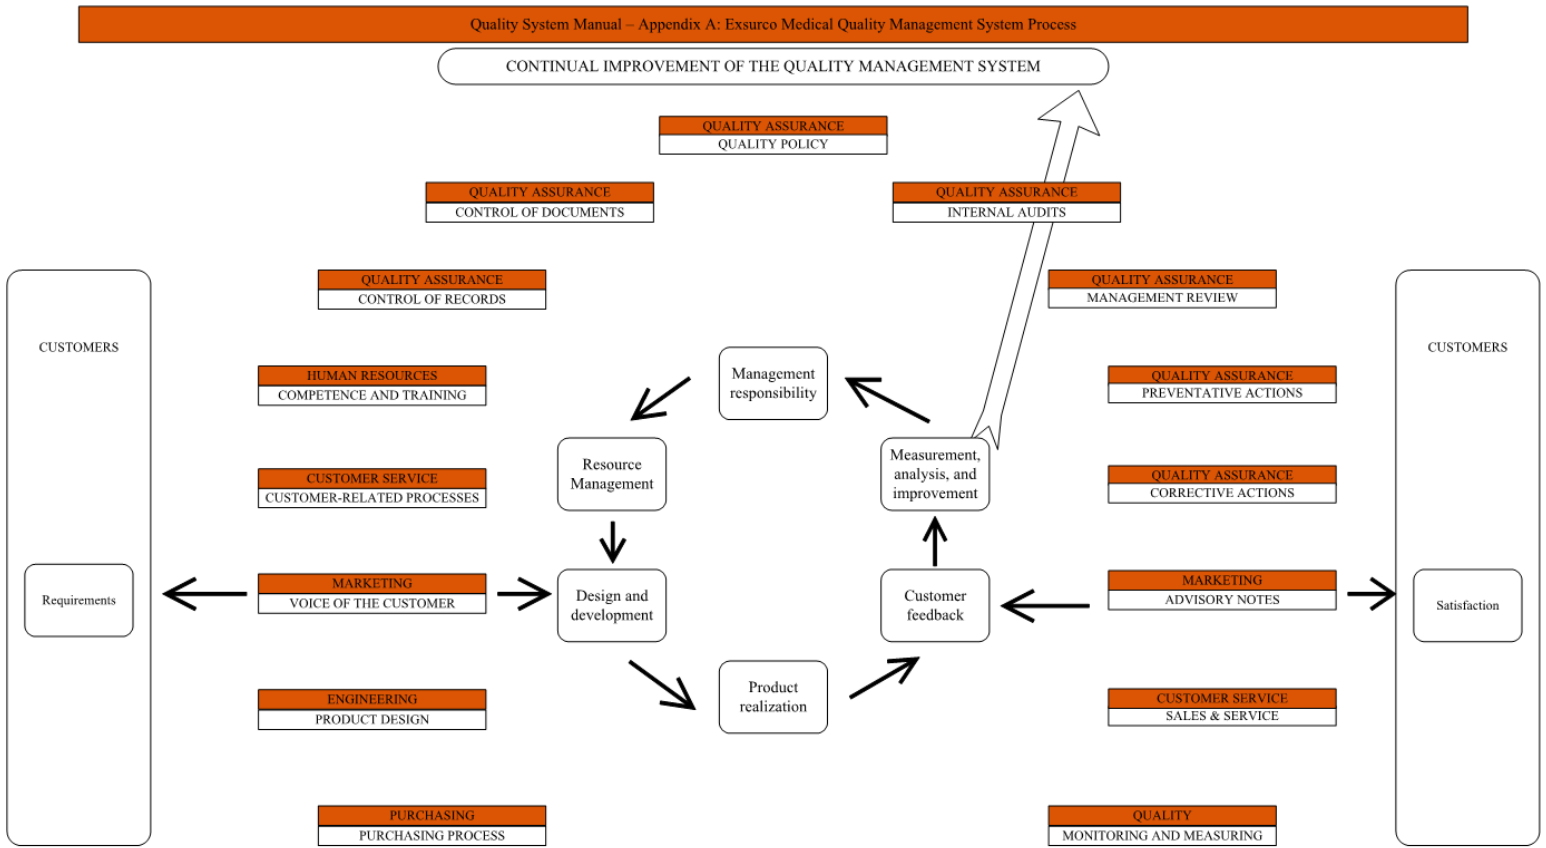 Quality System Manual – Appendix A: Exsurco Medical Quality Management System Process
CONTINUAL IMPROVEMENT OF THE QUALITY MANAGEMENT SYSTEM
QUALITY ASSURANCE
QUALITY POLICY
QUALITY ASSURANCE
CONTROL OF DOCUMENTS
QUALITY ASSURANCE
INTERNAL AUDITS
QUALITY ASSURANCE
CONTROL OF RECORDS
QUALITY ASSURANCE
MANAGEMENT REVIEW
CUSTOMERS
CUSTOMERS
HUMAN RESOURCES
COMPETENCE AND TRAINING
Management
responsibility
QUALITY ASSURANCE
PREVENTATIVE ACTIONS
CUSTOMER SERVICE
CUSTOMER-RELATED PROCESSES
Resource
Management
Measurement,
analysis, and
improvement
QUALITY ASSURANCE
CORRECTIVE ACTIONS
Requirements
MARKETING
VOICE OF THE CUSTOMER
Design and
development
Customer
feedback
MARKETING
ADVISORY NOTES
Satisfaction
ENGINEERING
PRODUCT DESIGN
Product
realization
CUSTOMER SERVICE
SALES & SERVICE
PURCHASING
PURCHASING PROCESS
QUALITY
MONITORING AND MEASURING